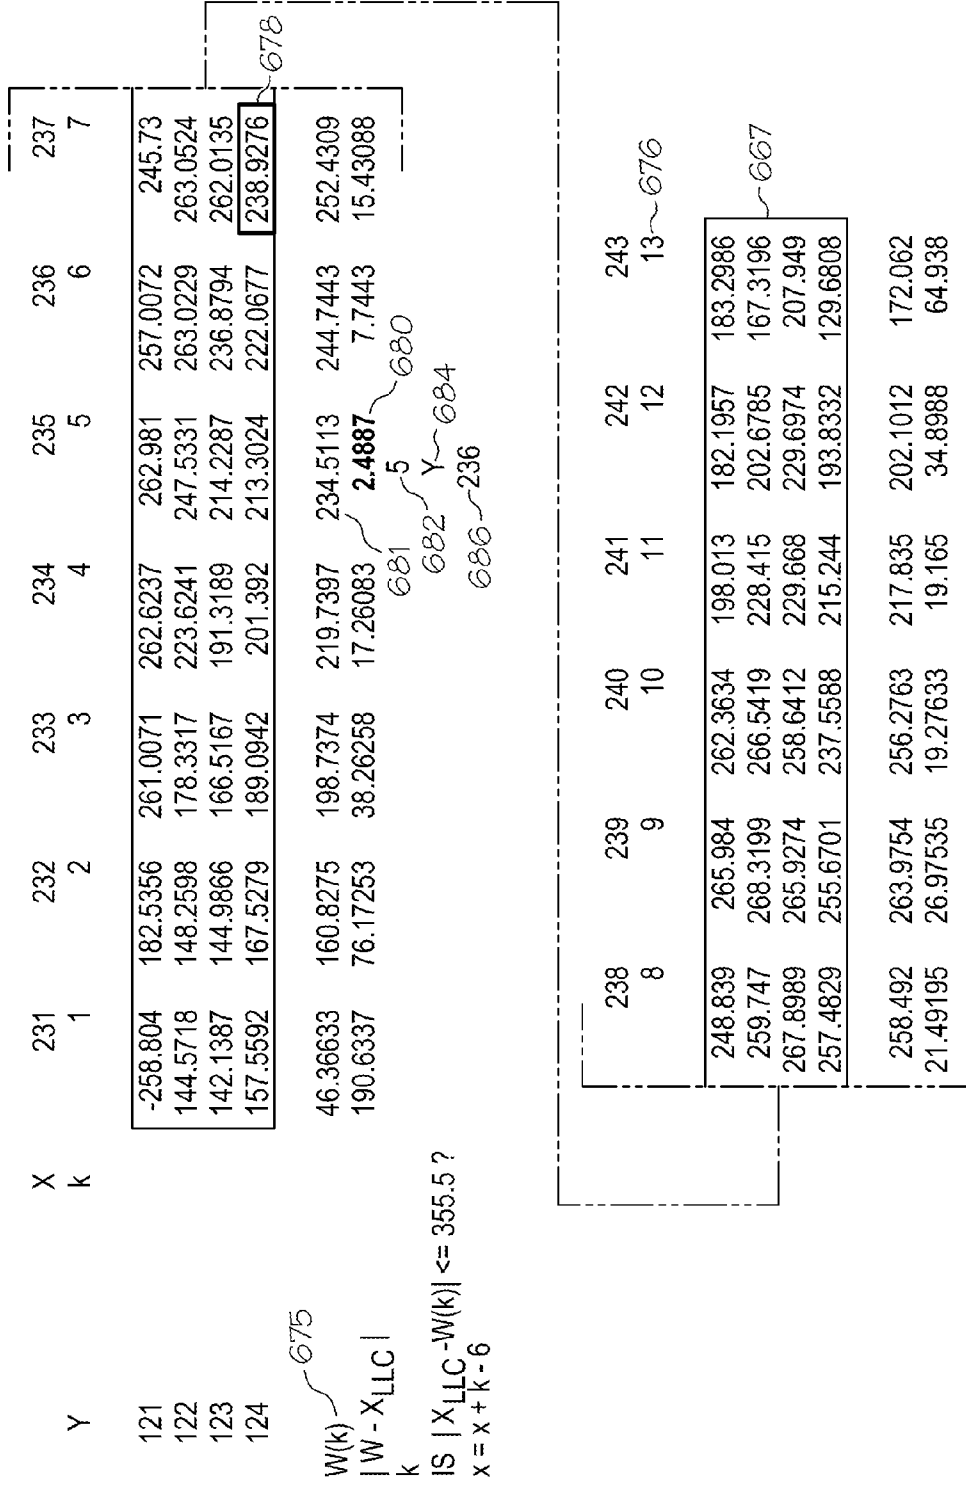 X 231 232 233 234 235 236 237
Y k 1 2 3 4 5 6 7
121 -258.804 182.5356 261.0071 262.6237 262.981 257.0072 245.73
122 144.5718 148.2598 178.3317 223.6241 247.5331 263.0229 263.0524
123 142.1387 144.9866 166.5167 191.3189 214.2287 236.8794 262.0135
124 157.5592 167.5279 189.0942 201.392 213.3024 222.0677 238.9276 678
W(k) 675 46.36633 160.8275 198.7374 219.7397 234.5113 244.7443 252.4309
| W - XLLC | 190.6337 76.17253 38.26258 17.26083 2.4887 7.7443 15.43088
681 680
k 5
682
IS | XLLC -W(k)| <= 355.5 ? Y 684
x = x + k - 6 686 236
238 239 240 241 242 243
8 9 10 11 12 13 676
248.839 265.984 262.3634 198.013 182.1957 183.2986
259.747 268.3199 266.5419 228.415 202.6785 167.3196 667
267.8989 265.9274 258.6412 229.668 229.6974 207.949
257.4829 255.6701 237.5588 215.244 193.8332 129.6808
258.492 263.9754 256.2763 217.835 202.1012 172.062
21.49195 26.97535 19.27633 19.165 34.8988 64.938